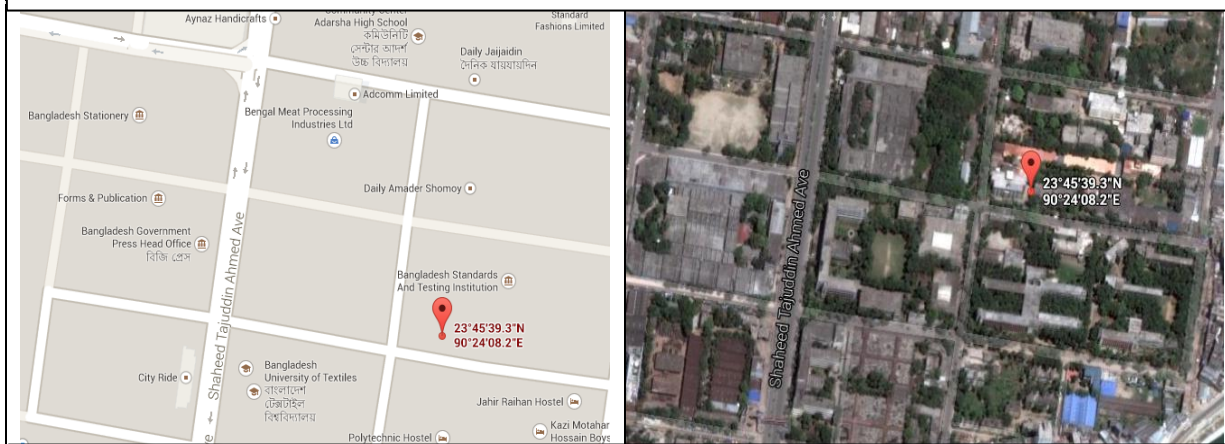 Aynaz Handicrafts
Adarsha High School
কমিউনিটি
সেন্টার আদর্শ
উচ্চ বিদ্যালয়
Standard
Fashions Limited
Daily Jaijaidin
দৈনিক যায়যায়দিন
Adcomm Limited
Bangladesh Stationery
Bengal Meat Processing
Industries Ltd
Forms & Publication
Daily Amader Shomoy
Bangladesh Government
Press Head Office
বিজি প্রেস
Shaheed Tajuddin Ahmed Ave
Bangladesh Standards
And Testing Institution
23°45'39.3"N
90°24'08.2"E
City Ride
Bangladesh
University of Textiles
বাংলাদেশ
টেক্সটাইল
বিশ্ববিদ্যালয়
Jahir Raihan Hostel
Polytechnic Hostel
Kazi Motahar
Hossain Boys
23°45'39.3"N
90°24'08.2"E
Shaheed Tajuddin Ahmed Ave